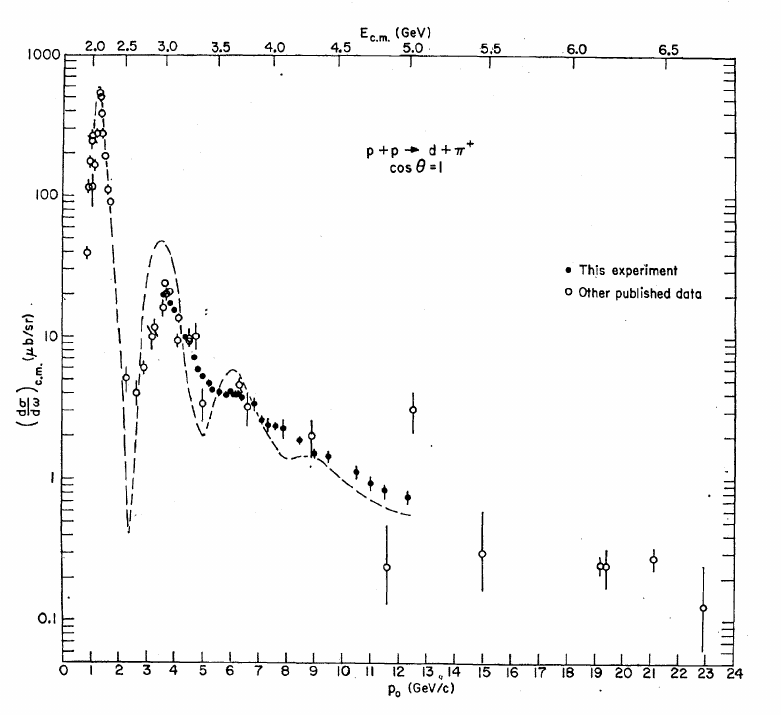 E_c.m. (GeV)
2.0 2.5 3.0 3.5 4.0 4.5 5.0 5.5 6.0 6.5
1000
p + p → d + π⁺
cos θ = 1
100
● This experiment
○ Other published data
10
(dσ/dω)_c.m. (μb/sr)
1
0.1
0 1 2 3 4 5 6 7 8 9 10 11 12 13 14 15 16 17 18 19 20 21 22 23 24
p_o (GeV/c)